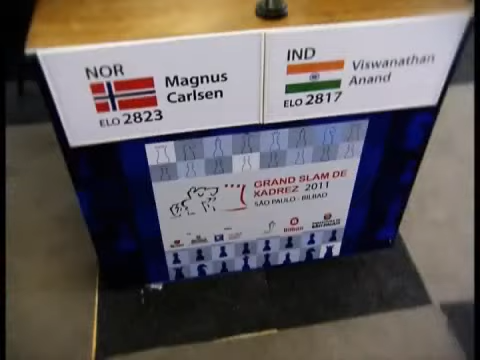 NOR
Magnus
Carlsen
ELO 2823
IND
Viswanathan
Anand
ELO 2817
GRAND SLAM DE
XADREZ 2011
SÃO PAULO - BILBAO